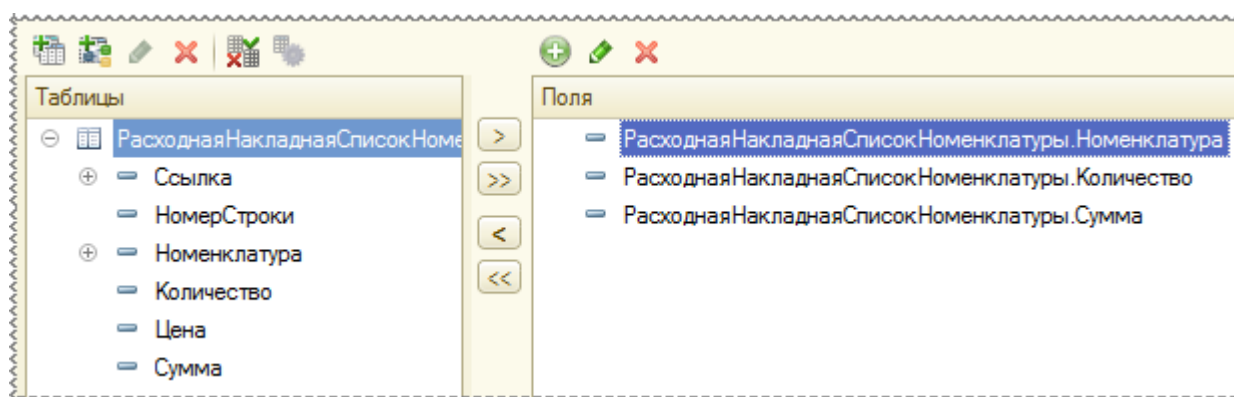 Таблицы
РасходнаяНакладнаяСписокНоме
Ссылка
НомерСтроки
Номенклатура
Количество
Цена
Сумма
>
>>
<
<<
Поля
РасходнаяНакладнаяСписокНоменклатуры.Номенклатура
РасходнаяНакладнаяСписокНоменклатуры.Количество
РасходнаяНакладнаяСписокНоменклатуры.Сумма